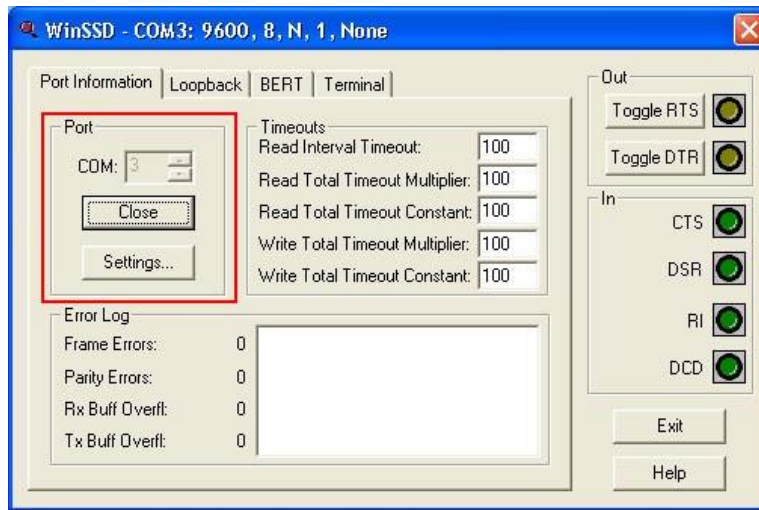 WinSSD - COM3: 9600, 8, N, 1, None
Port Information
Loopback
BERT
Terminal
Port
COM: 3
Close
Settings...
Timeouts
Read Interval Timeout: 100
Read Total Timeout Multiplier: 100
Read Total Timeout Constant: 100
Write Total Timeout Multiplier: 100
Write Total Timeout Constant: 100
Error Log
Frame Errors: 0
Parity Errors: 0
Rx Buff Overfl: 0
Tx Buff Overfl: 0
Out
Toggle RTS
Toggle DTR
In
CTS
DSR
RI
DCD
Exit
Help